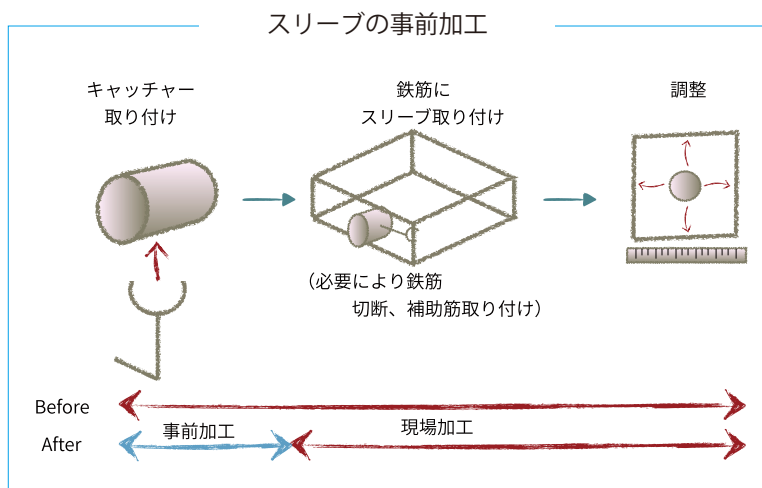 スリーブの事前加工
キャッチャー
取り付け
鉄筋に
スリーブ取り付け
調整
（必要により鉄筋
切断、補助筋取り付け）
Before
After
事前加工
現場加工